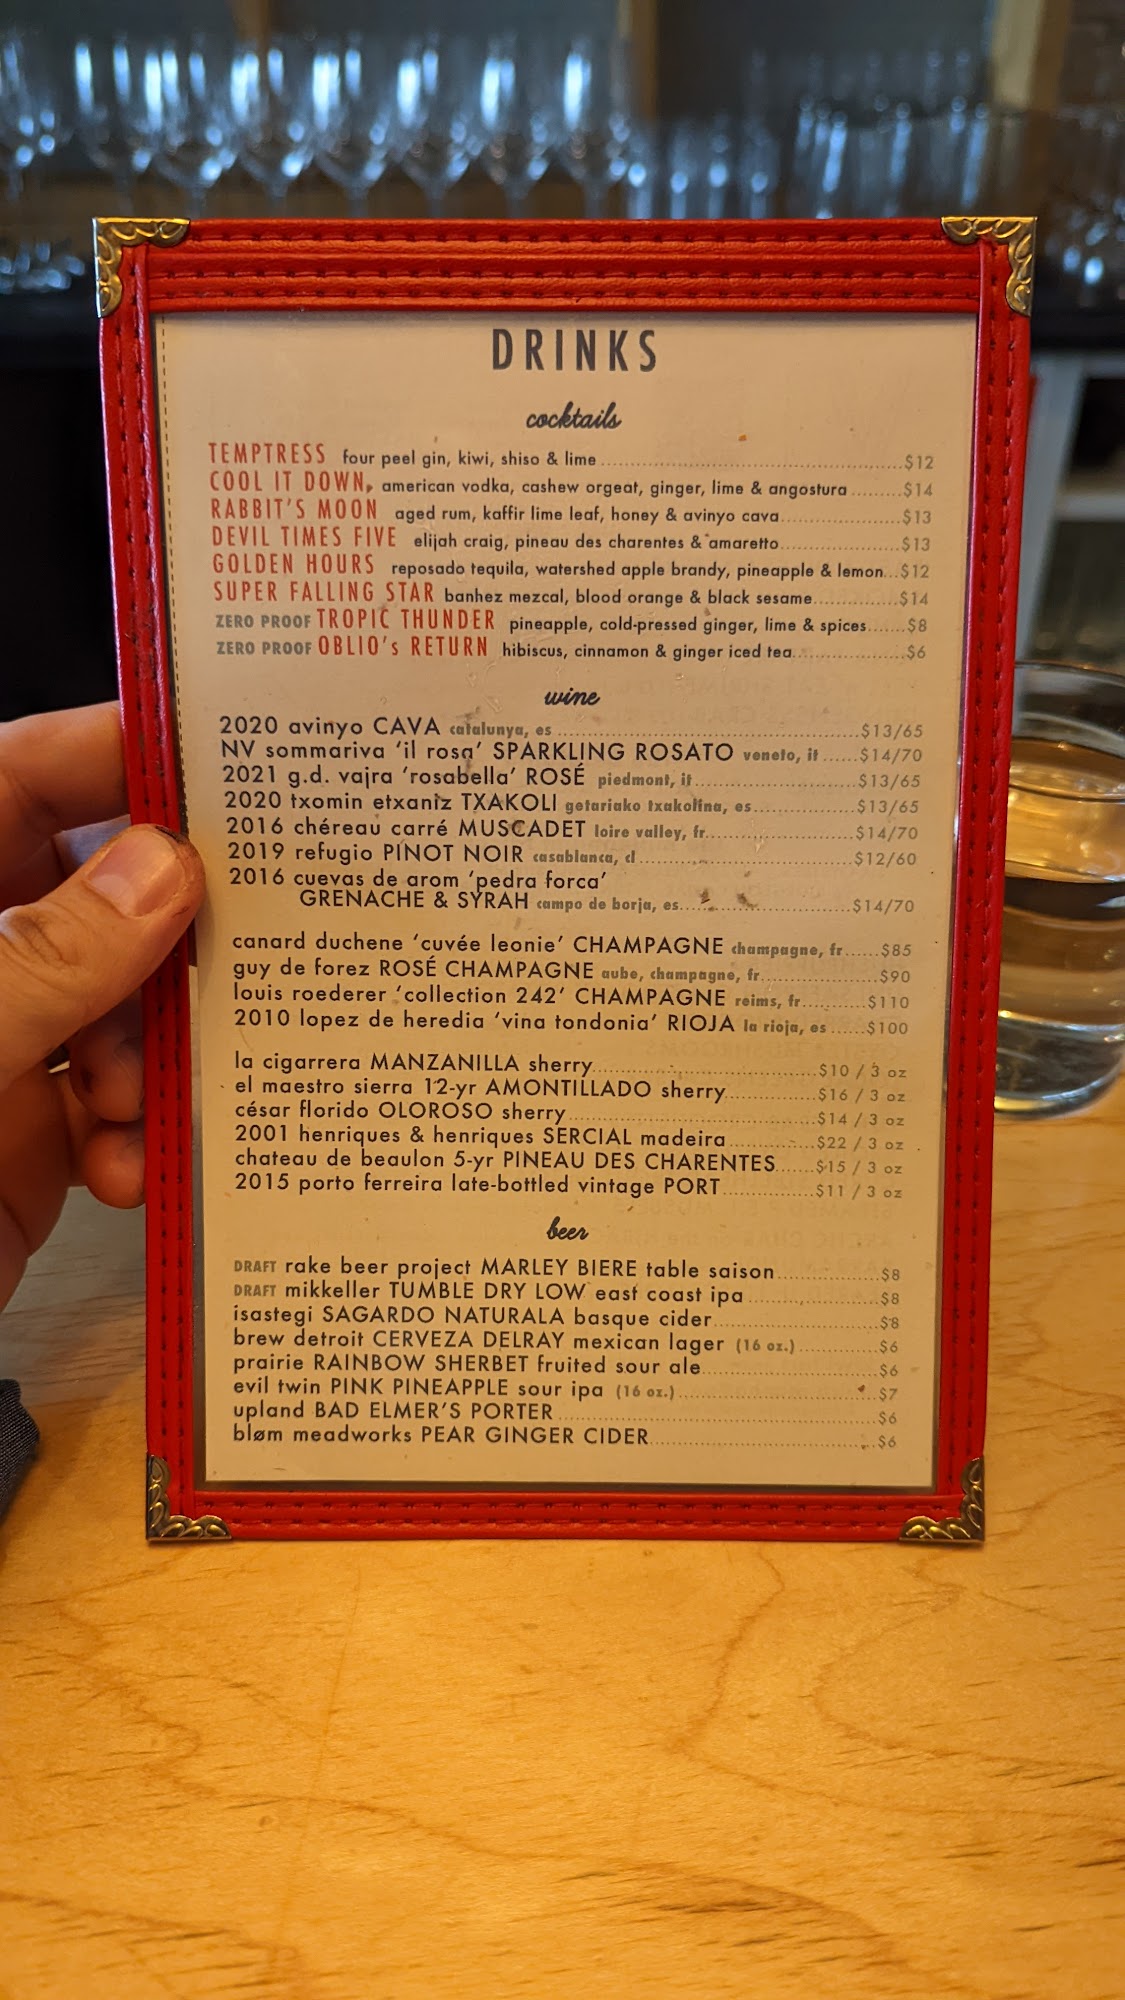 DRINKS
cocktails
TEMPTRESS four peel gin, kiwi, shiso & lime $12
COOL IT DOWN, american vodka, cashew orgeat, ginger, lime & angostura $14
RABBIT'S MOON aged rum, kaffir lime leaf, honey & avinyo cava $13
DEVIL TIMES FIVE elijah craig, pineau des charentes & amaretto $13
GOLDEN HOURS reposado tequila, watershed apple brandy, pineapple & lemon $12
SUPER FALLING STAR banhez mezcal, blood orange & black sesame $14
ZERO PROOF TROPIC THUNDER pineapple, cold-pressed ginger, lime & spices $8
ZERO PROOF OBLIO's RETURN hibiscus, cinnamon & ginger iced tea $6
wine
2020 avinyo CAVA catalunya, es $13/65
NV sommariva 'il rosa' SPARKLING ROSATO veneto, it $14/70
2021 g.d. vajra 'rosabella' ROSÉ piedmont, it $13/65
2020 txomin etxaniz TXAKOLI getariako txakolina, es $13/65
2016 chéreau carré MUSCADET loire valley, fr $14/70
2019 refugio PINOT NOIR casablanca, cl $12/60
2016 cuevas de arom 'pedra forca'
GRENACHE & SYRAH campo de borja, es $14/70
canard duchene 'cuvée leonie' CHAMPAGNE champagne, fr $85
guy de forez ROSÉ CHAMPAGNE aube, champagne, fr $90
louis roederer 'collection 242' CHAMPAGNE reims, fr $110
2010 lopez de heredia 'vina tondonia' RIOJA la rioja, es $100
la cigarrera MANZANILLA sherry $10 / 3 oz
el maestro sierra 12-yr AMONTILLADO sherry $16 / 3 oz
césar florido OLOROSO sherry $14 / 3 oz
2001 henriques & henriques SERCIAL madeira $22 / 3 oz
chateau de beaulon 5-yr PINEAU DES CHARENTES $15 / 3 oz
2015 porto ferreira late-bottled vintage PORT $11 / 3 oz
beer
DRAFT rake beer project MARLEY BIERE table saison $8
DRAFT mikkeller TUMBLE DRY LOW east coast ipa $8
isastegi SAGARDO NATURALA basque cider $8
brew detroit CERVEZA DELRAY mexican lager (16 oz.) $6
prairie RAINBOW SHERBET fruited sour ale $6
evil twin PINK PINEAPPLE sour ipa (16 oz.) $7
upland BAD ELMER'S PORTER $6
bløm meadworks PEAR GINGER CIDER $6